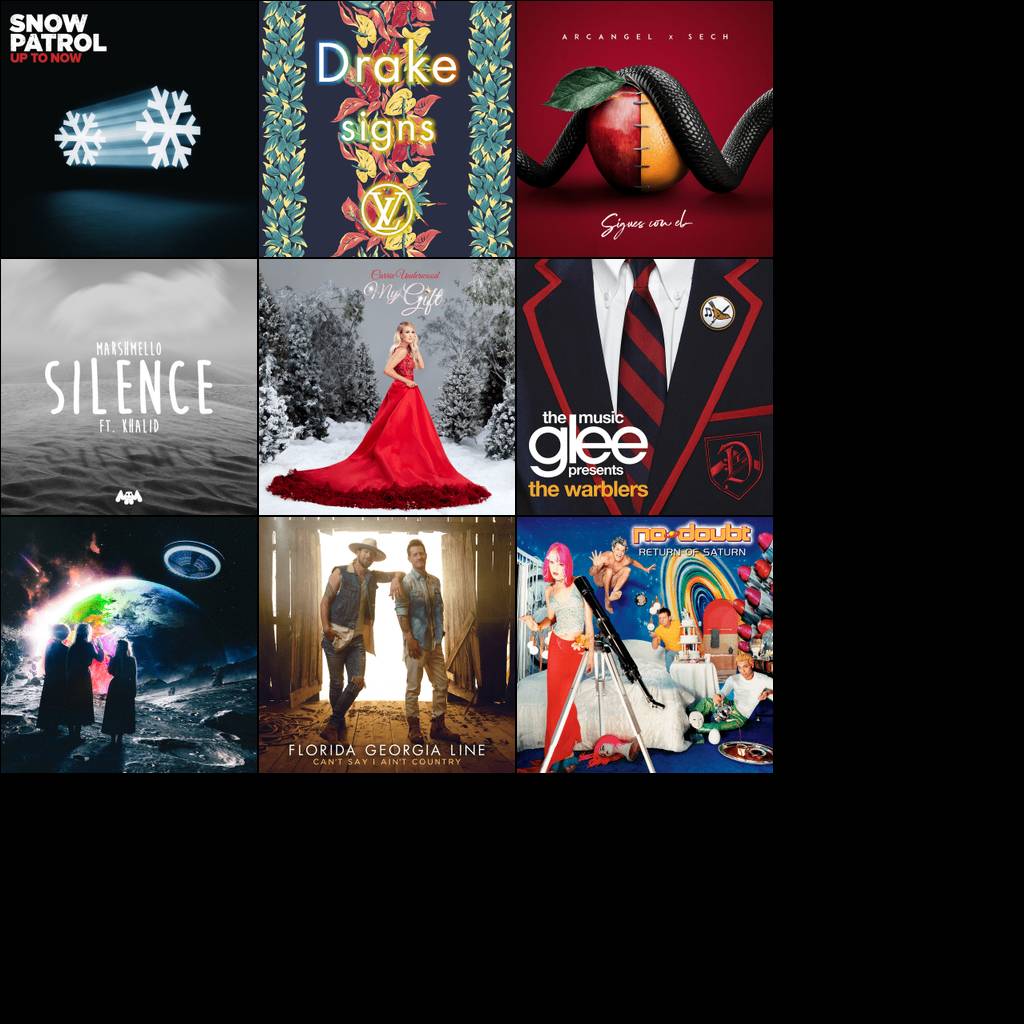 SNOW
PATROL
UP TO NOW
Drake
signs
LV
ARCANGEL x SECH
Sigues con él
MARSHMELLO
SILENCE
FT. KHALID
Carrie Underwood
My Gift
the music
glee
presents
the warblers
D
FLORIDA GEORGIA LINE
CAN'T SAY I AIN'T COUNTRY
no doubt
RETURN OF SATURN